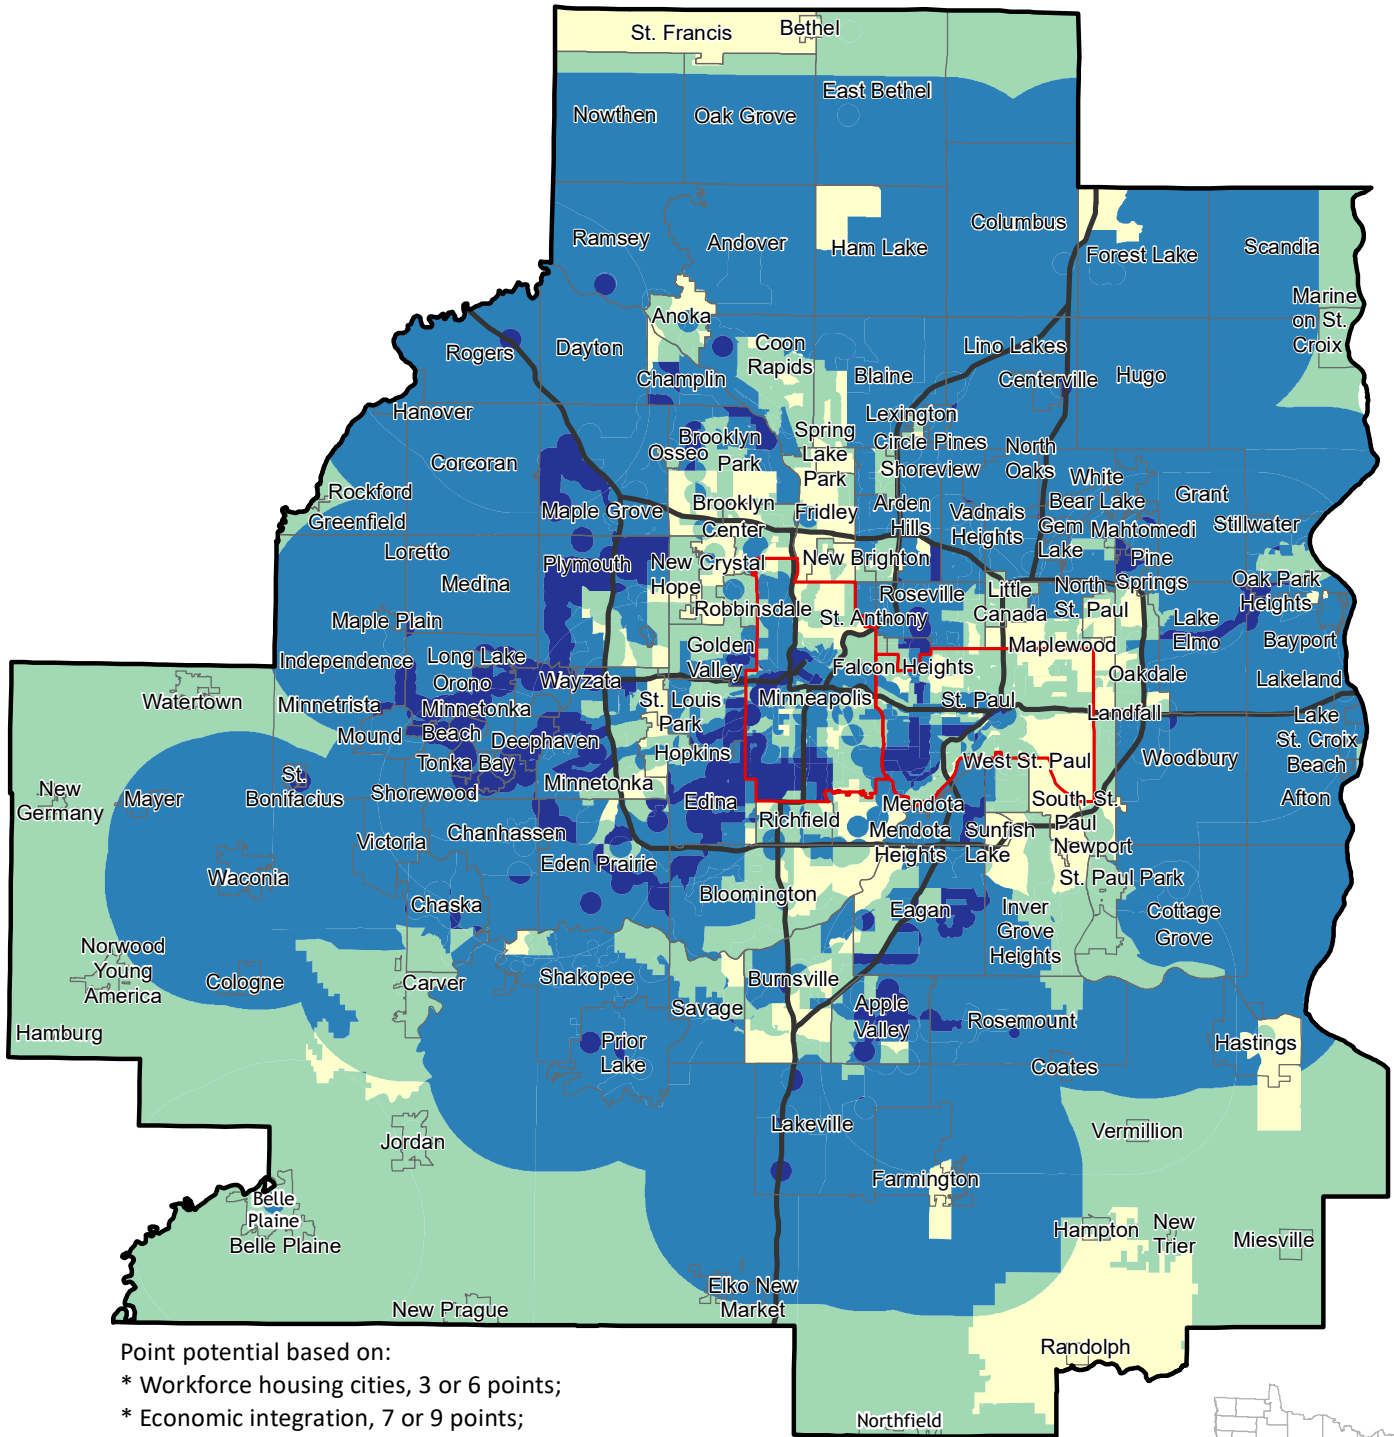 St. Francis
Bethel
East Bethel
Nowthen
Oak Grove
Columbus
Ramsey
Andover
Ham Lake
Forest Lake
Scandia
Marine
on St.
Croix
Anoka
Rogers
Dayton
Coon
Rapids
Lino Lakes
Champlin
Blaine
Centerville
Hugo
Hanover
Lexington
Brooklyn
Park
Osseo
Spring
Lake
Park
Circle Pines
North
Oaks
Corcoran
Shoreview
White
Bear Lake
Rockford
Grant
Greenfield
Maple Grove
Brooklyn
Center
Fridley
Arden
Hills
Vadnais
Heights
Gem
Lake
Mahtomedi
Stillwater
Loretto
Plymouth
New
Hope
Crystal
New Brighton
Pine
Springs
Medina
Robbinsdale
Roseville
Little
Canada
North
St. Paul
Oak Park
Heights
Maple Plain
St. Anthony
Lake
Elmo
Bayport
Independence
Long Lake
Golden
Valley
Maplewood
Orono
Wayzata
Falcon Heights
Oakdale
Lakeland
Watertown
Minnetrista
Minnetonka
Beach
St. Louis
Park
Minneapolis
St. Paul
Landfall
Lake
St. Croix
Beach
Mound
Deephaven
Hopkins
Tonka Bay
West St. Paul
Woodbury
St.
Bonifacius
Shorewood
Minnetonka
New
Germany
Mayer
Edina
Mendota
South St.
Paul
Afton
Richfield
Victoria
Chanhassen
Mendota
Heights
Sunfish
Lake
Newport
Eden Prairie
Waconia
Bloomington
St. Paul Park
Chaska
Eagan
Inver
Grove
Heights
Cottage
Grove
Norwood
Young
America
Cologne
Carver
Shakopee
Burnsville
Savage
Apple
Valley
Rosemount
Hamburg
Prior
Lake
Hastings
Coates
Jordan
Lakeville
Vermillion
Farmington
Belle
Plaine
Belle Plaine
Hampton
New
Trier
Miesville
Elko New
Market
New Prague
Randolph
Northfield
Point potential based on:
* Workforce housing cities, 3 or 6 points;
* Economic integration, 7 or 9 points;